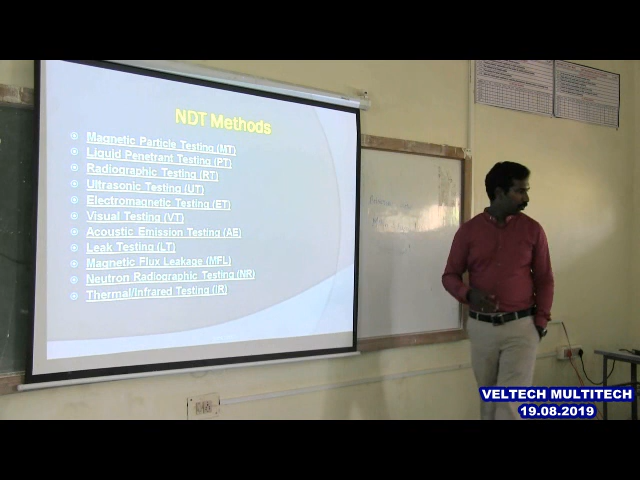 NDT Methods
Magnetic Particle Testing (MT)
Liquid Penetrant Testing (PT)
Radiographic Testing (RT)
Ultrasonic Testing (UT)
Electromagnetic Testing (ET)
Visual Testing (VT)
Acoustic Emission Testing (AE)
Leak Testing (LT)
Magnetic Flux Leakage (MFL)
Neutron Radiographic Testing (NR)
Thermal/Infrared Testing (IR)
VELTECH MULTITECH
19.08.2019